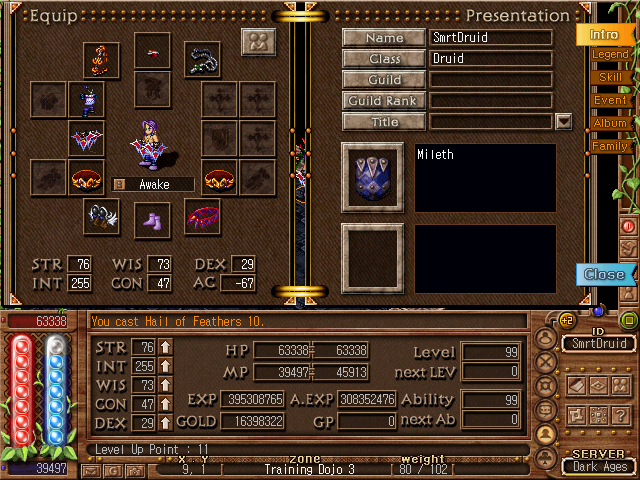 Equip
Presentation
Name SmrtDruid
Class Druid
Guild
Guild Rank
Title
Intro
Legend
Skill
Event
Album
Family
Mileth
Awake
STR 76 WIS 73 DEX 29
INT 255 CON 47 AC -67
Close
63338
You cast Hail of Feathers 10.
+2
ID
SmrtDruid
STR 76
INT 255
WIS 73
CON 47
DEX 29
HP 63338 63338
MP 39497 45913
EXP 395308765 A.EXP 308352476
GOLD 16398322 GP 0
Level 99
next LEV 0
Ability 99
next Ab 0
Level Up Point : 11
39497
X Y zone weight
9, 1 Training Dojo 3 80 / 102
SERVER
Dark Ages